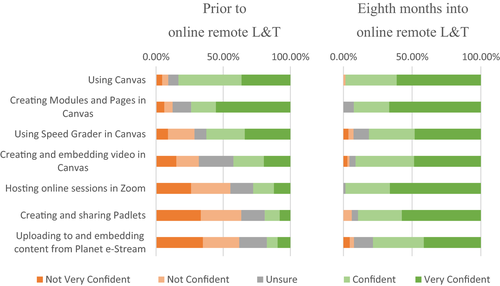 Prior to
online remote L&T
Eighth months into
online remote L&T
0.00% 50.00% 100.00%
0.00% 50.00% 100.00%
Using Canvas
Creating Modules and Pages in
Canvas
Using Speed Grader in Canvas
Creating and embedding video in
Canvas
Hosting online sessions in Zoom
Creating and sharing Padlets
Uploading to and embedding
content from Planet e-Stream
Not Very Confident
Not Confident
Unsure
Confident
Very Confident